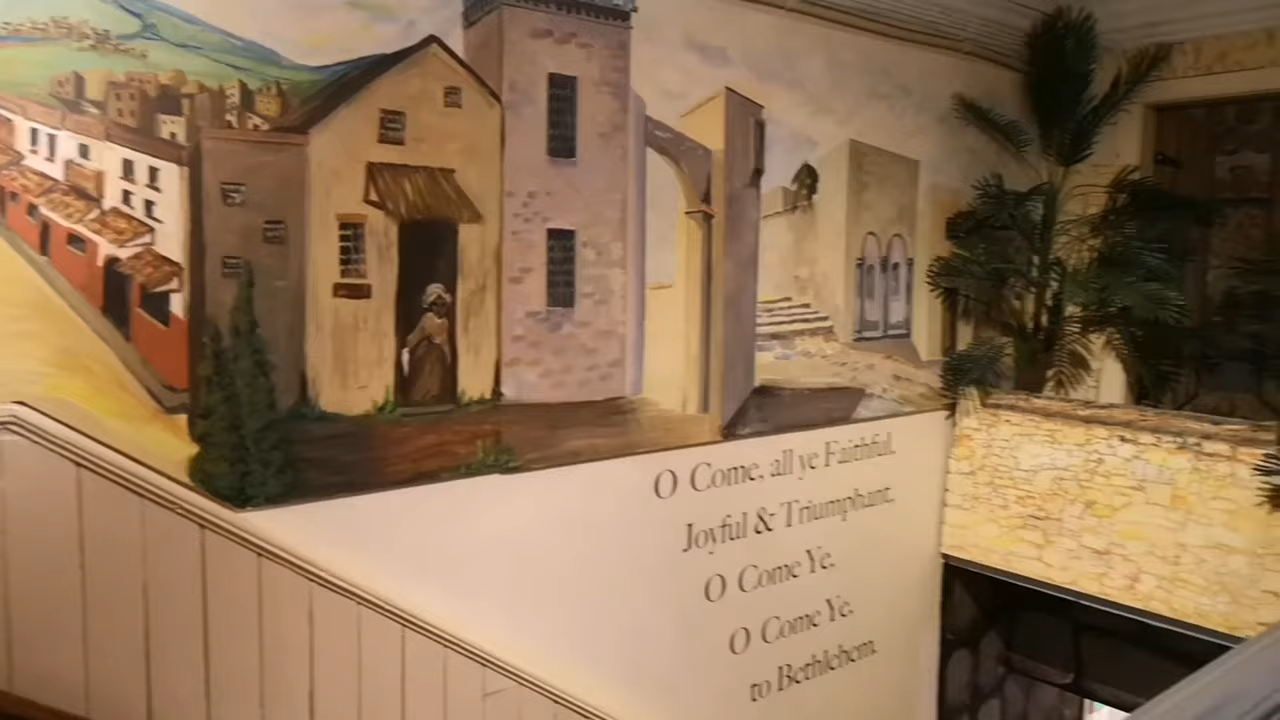 O Come, all ye Faithful,
Joyful & Triumphant,
O Come Ye,
O Come Ye,
to Bethlehem.